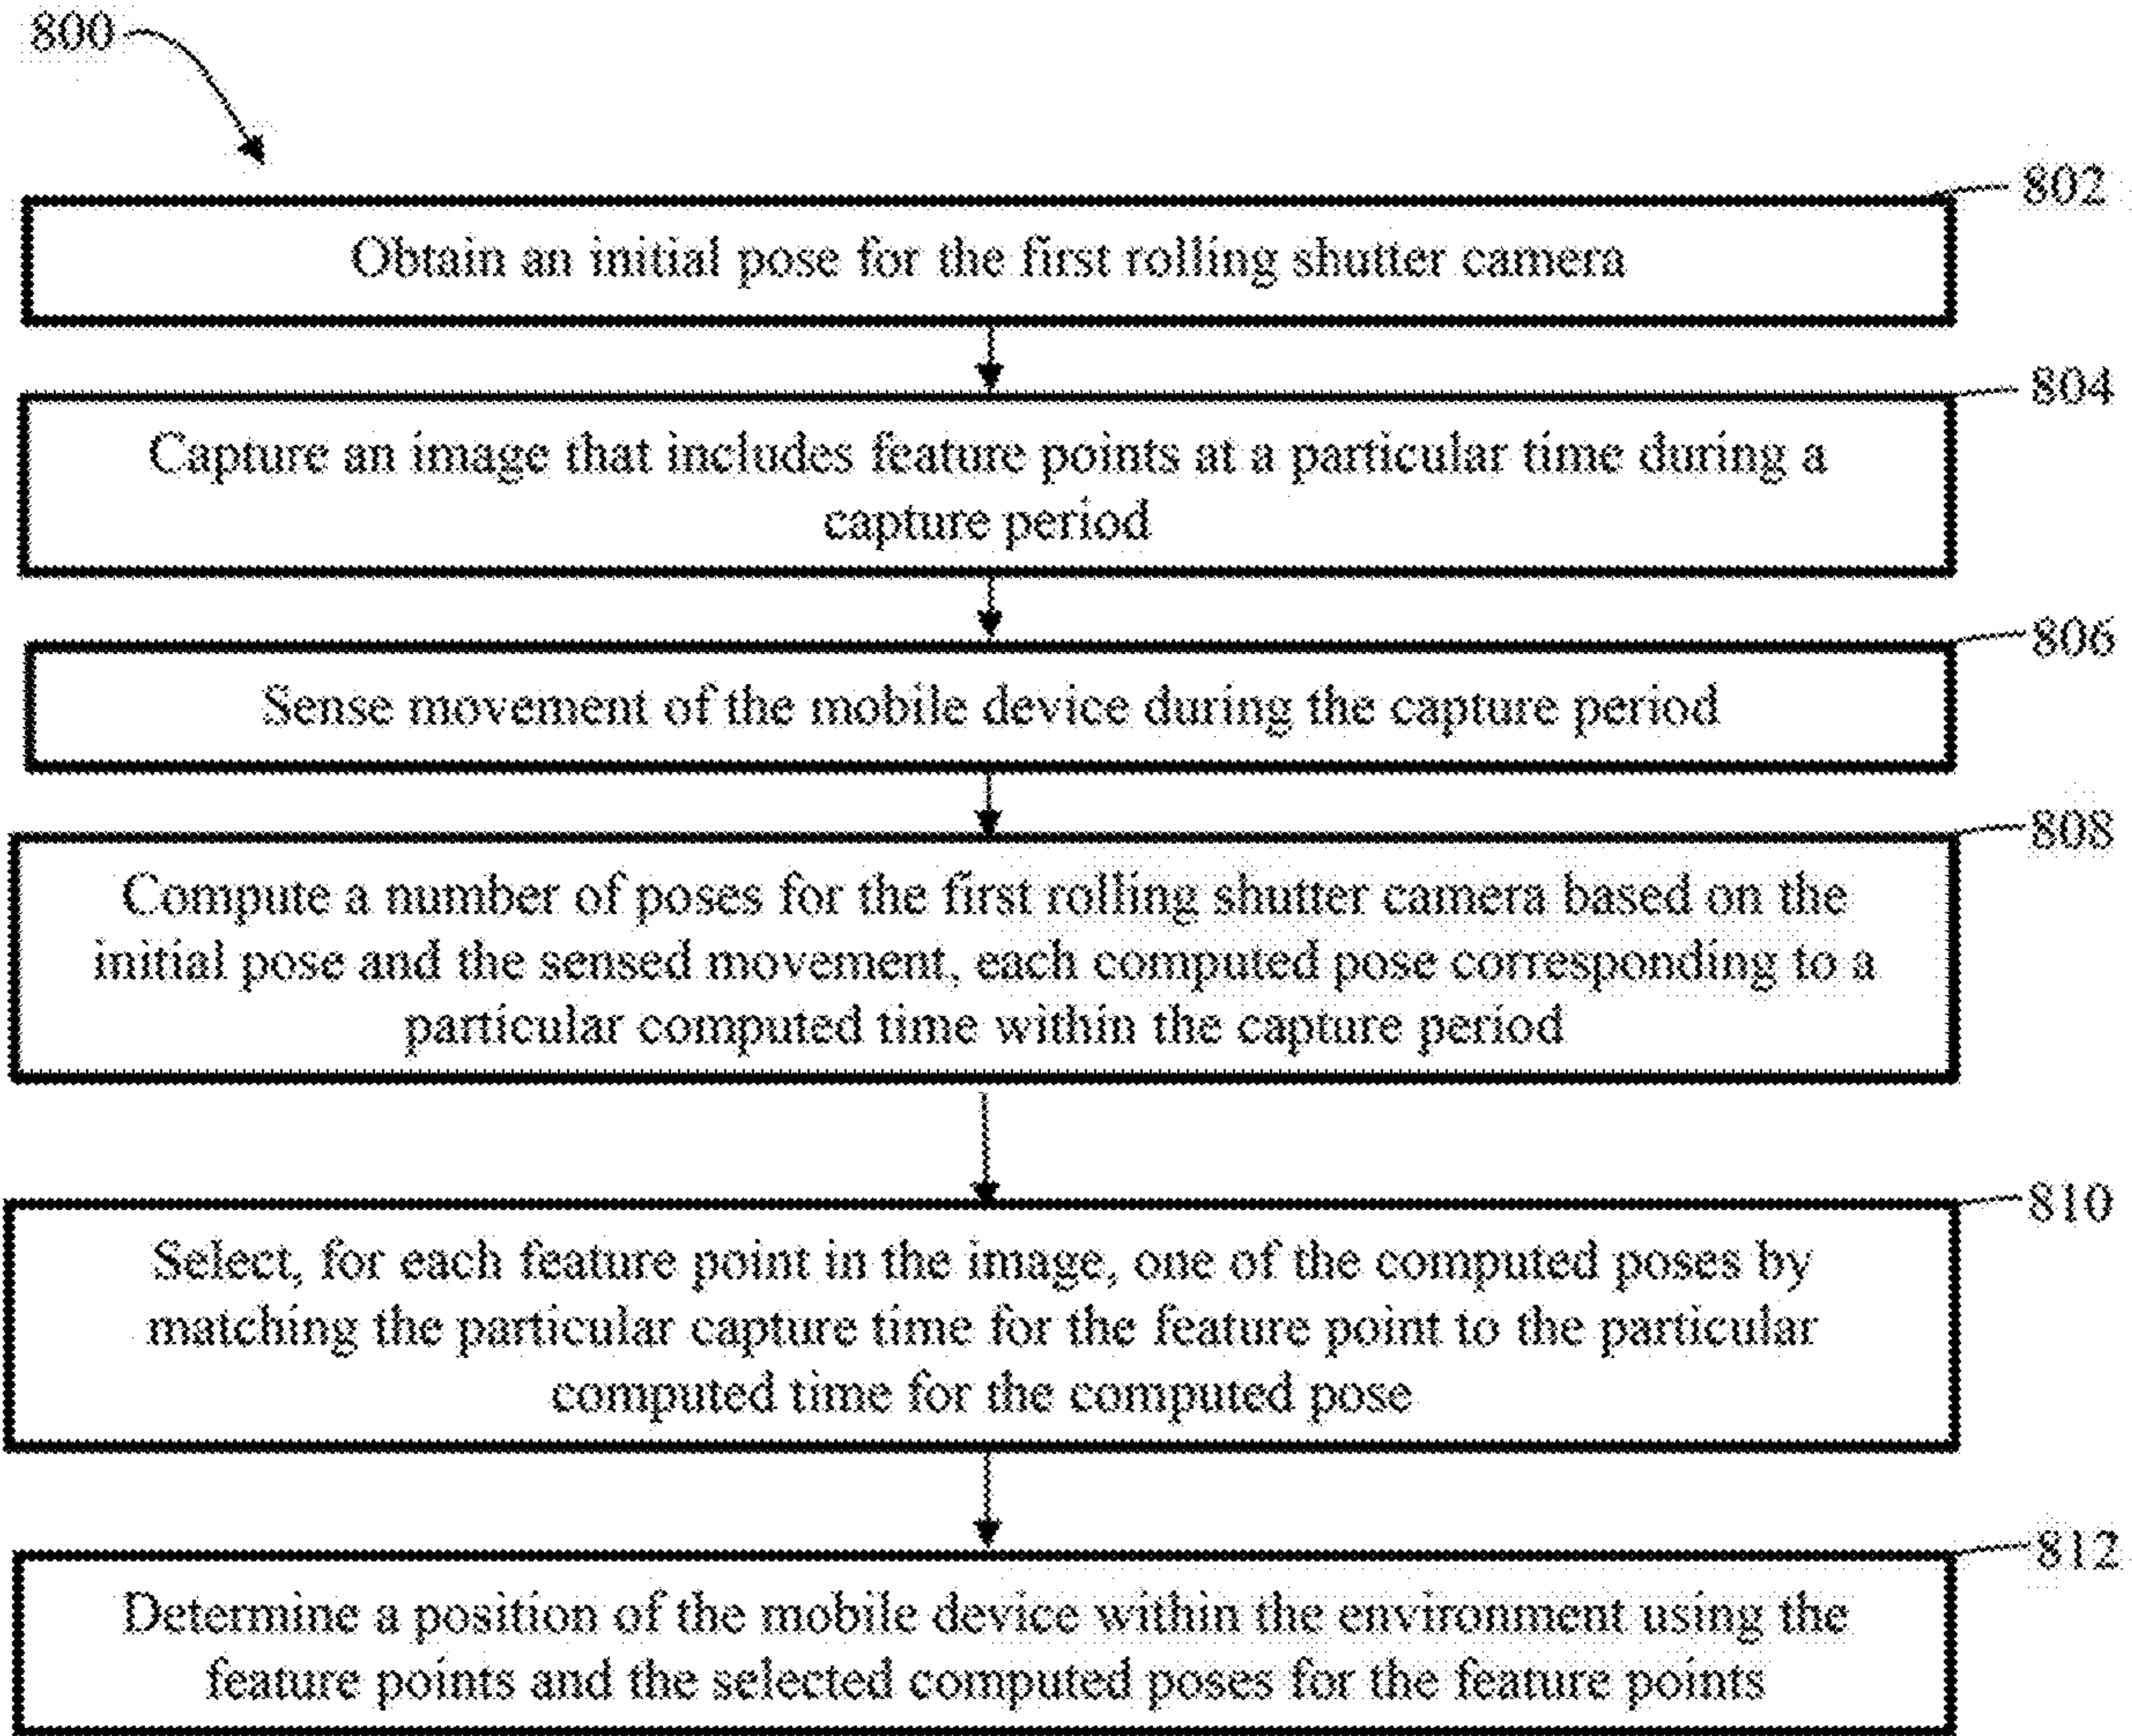 800
802
Obtain an initial pose for the first rolling shutter camera
804
Capture an image that includes feature points at a particular time during a
capture period
806
Sense movement of the mobile device during the capture period
808
Compute a number of poses for the first rolling shutter camera based on the
initial pose and the sensed movement, each computed pose corresponding to a
particular computed time within the capture period
810
Select, for each feature point in the image, one of the computed poses by
matching the particular capture time for the feature point to the particular
computed time for the computed pose
812
Determine a position of the mobile device within the environment using the
feature points and the selected computed poses for the feature points